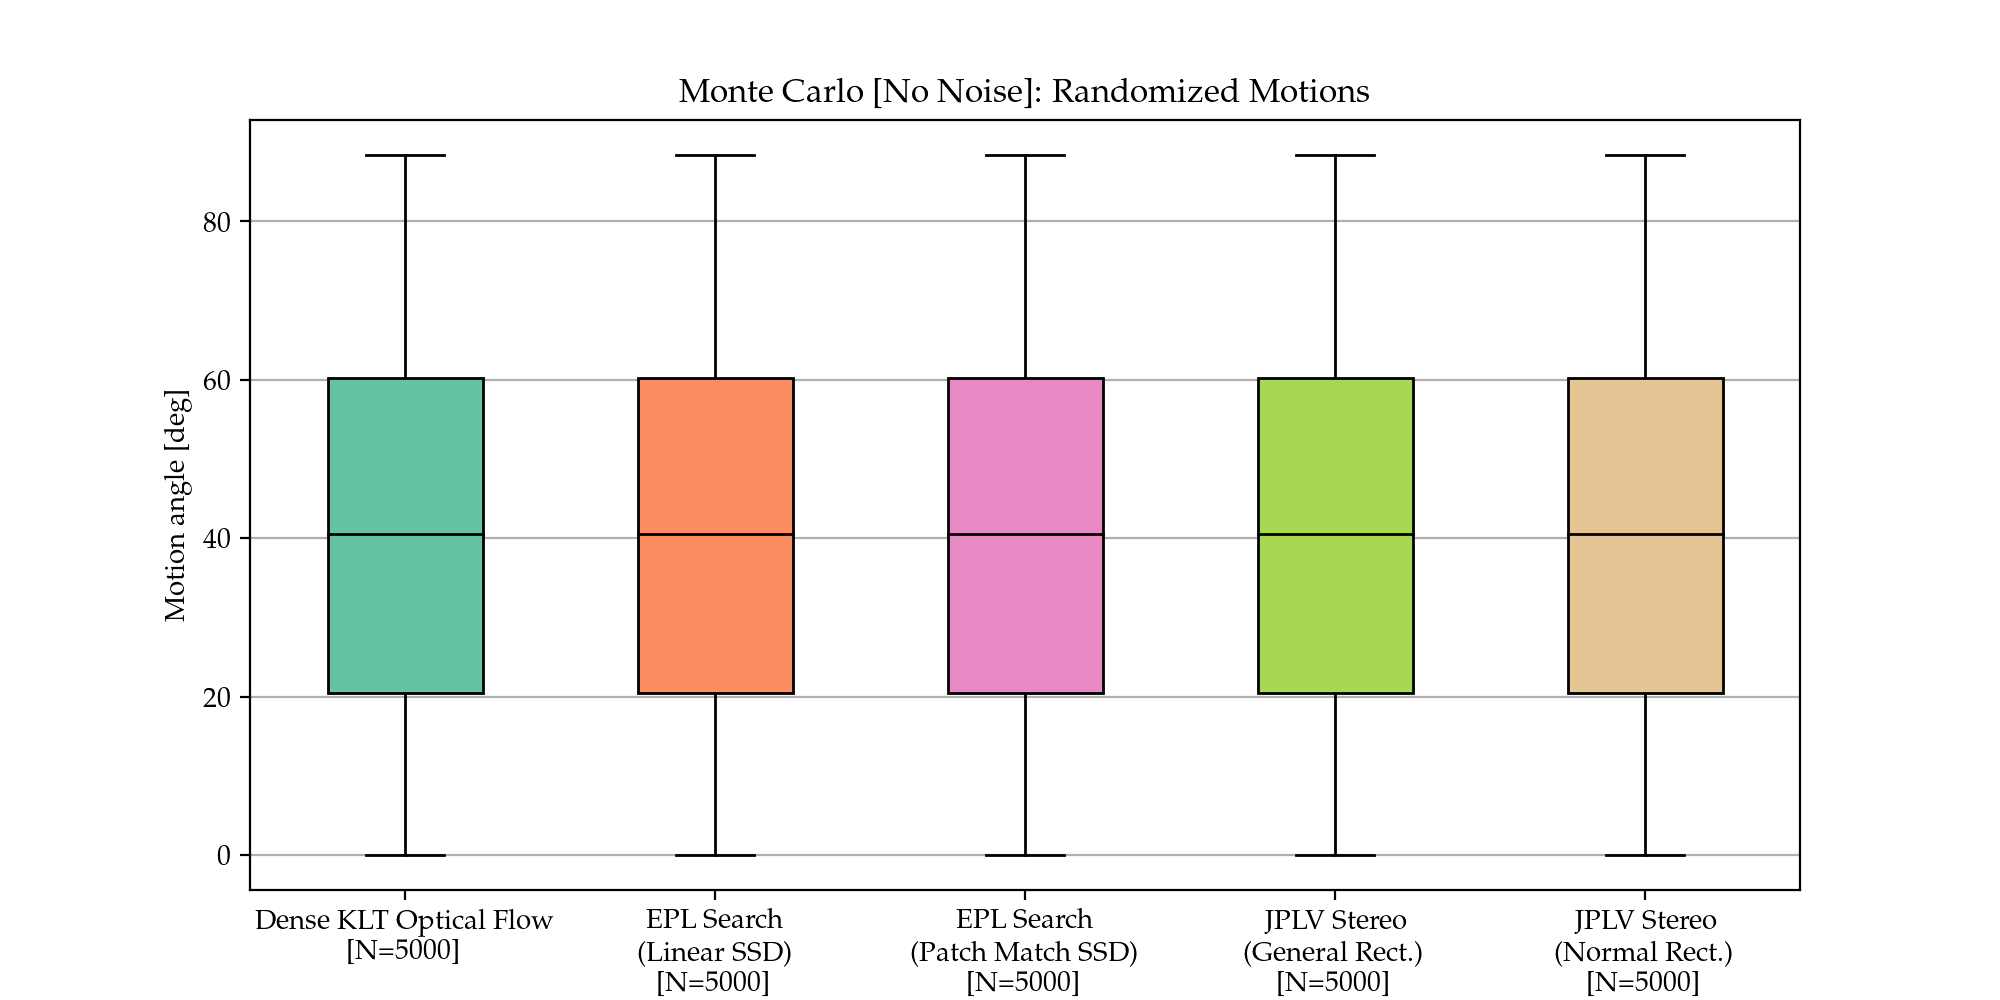 Monte Carlo [No Noise]: Randomized Motions
Motion angle [deg]
80
60
40
20
0
Dense KLT Optical Flow
[N=5000]
EPL Search
(Linear SSD)
[N=5000]
EPL Search
(Patch Match SSD)
[N=5000]
JPLV Stereo
(General Rect.)
[N=5000]
JPLV Stereo
(Normal Rect.)
[N=5000]